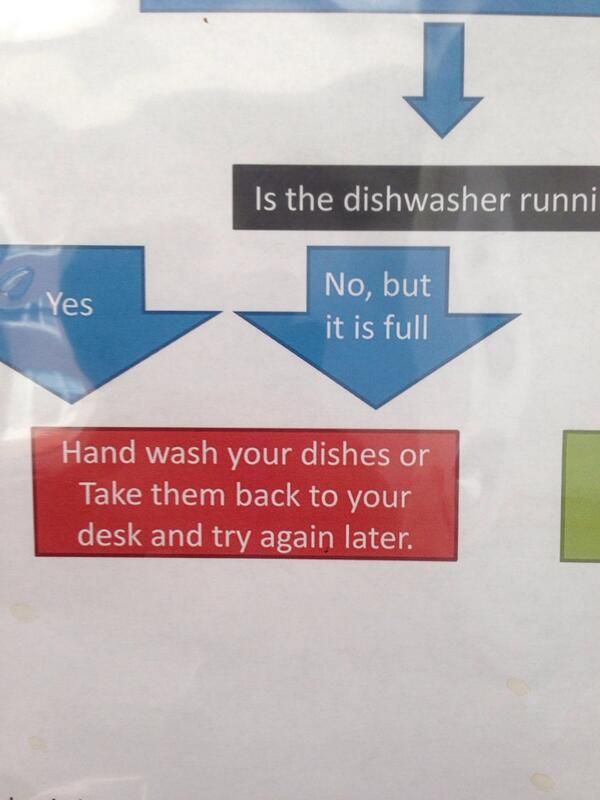 Is the dishwasher runni
Yes
No, but
it is full
Hand wash your dishes or
Take them back to your
desk and try again later.